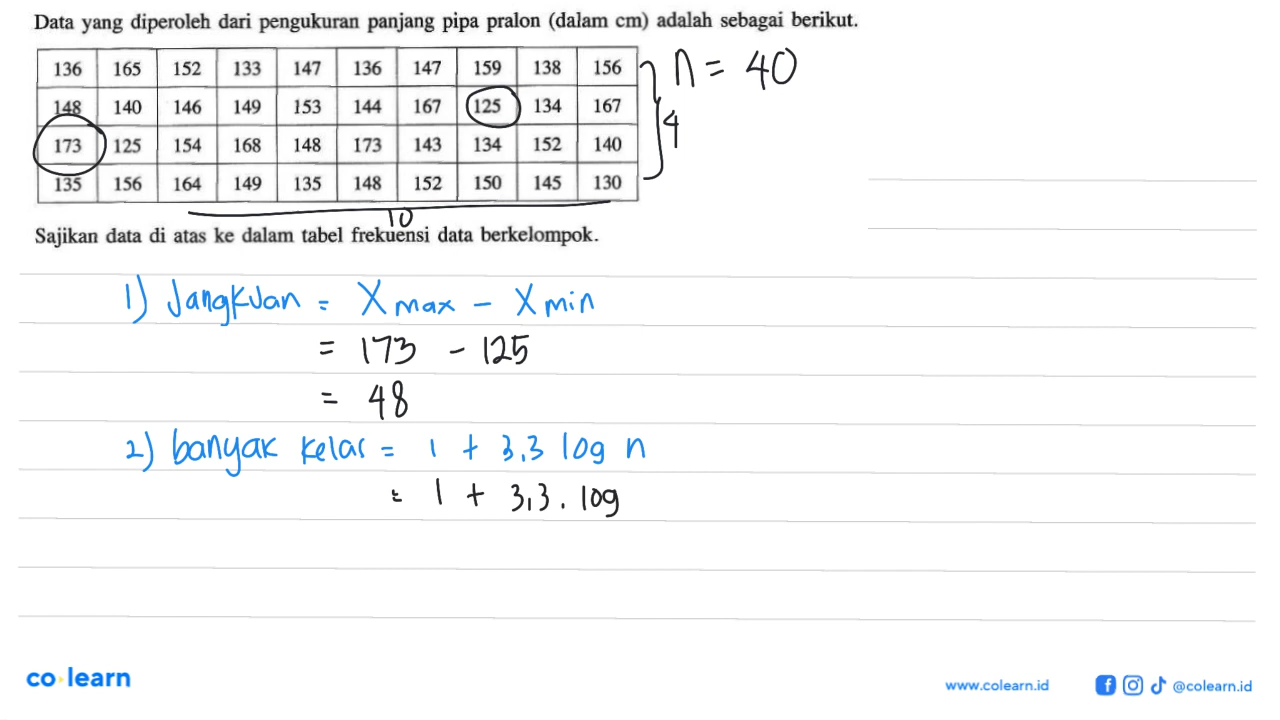 Data yang diperoleh dari pengukuran panjang pipa pralon (dalam cm) adalah sebagai berikut.
136 165 152 133 147 136 147 159 138 156
148 140 146 149 153 144 167 125 134 167
173 125 154 168 148 173 143 134 152 140
135 156 164 149 135 148 152 150 145 130
n = 40
4
10
Sajikan data di atas ke dalam tabel frekuensi data berkelompok.
1) Jangkuan = Xmax - Xmin
= 173 - 125
= 48
2) banyak kelas = 1 + 3,3 log n
= 1 + 3,3 . log
co learn
www.colearn.id
@colearn.id